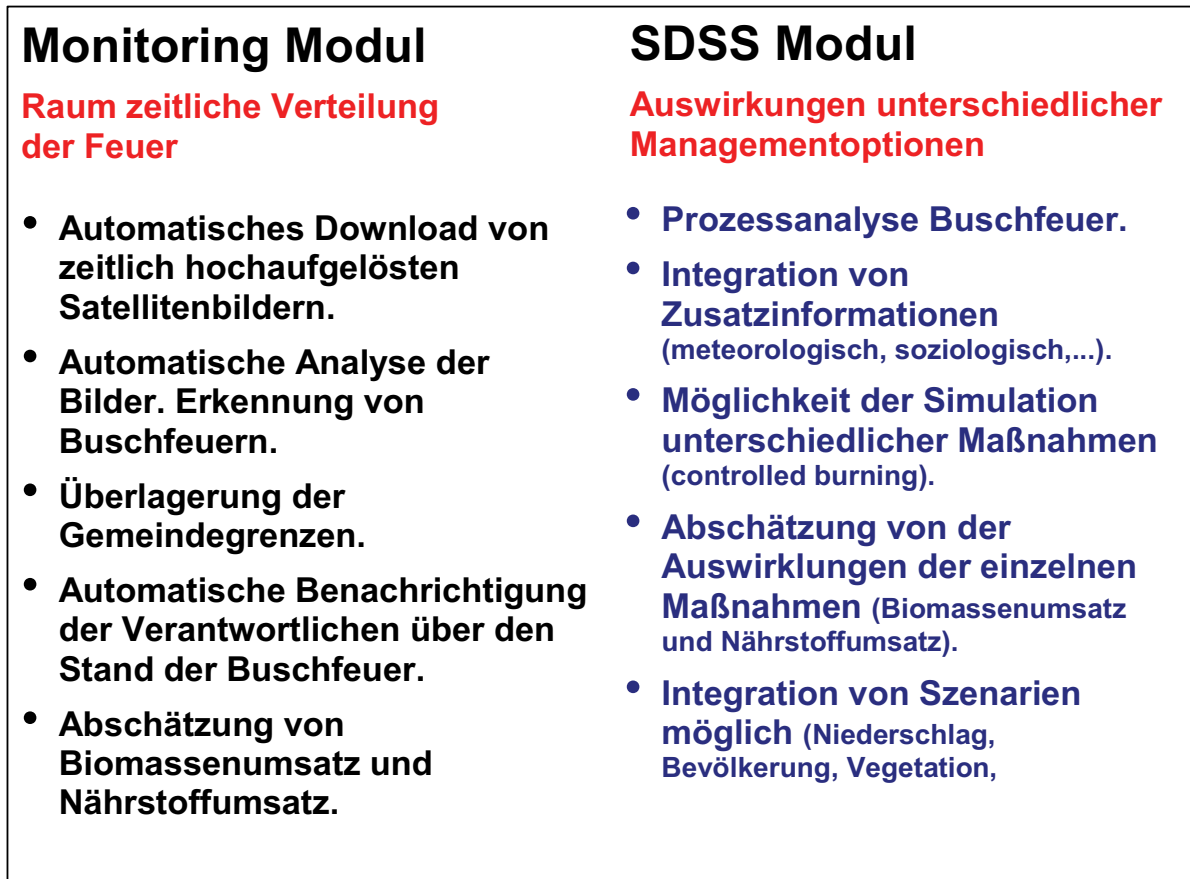 Monitoring Modul
Raum zeitliche Verteilung
der Feuer
• Automatisches Download von
zeitlich hochaufgelösten
Satellitenbildern.
• Automatische Analyse der
Bilder. Erkennung von
Buschfeuern.
• Überlagerung der
Gemeindegrenzen.
• Automatische Benachrichtigung
der Verantwortlichen über den
Stand der Buschfeuer.
• Abschätzung von
Biomassenumsatz und
Nährstoffumsatz.
SDSS Modul
Auswirkungen unterschiedlicher
Managementoptionen
• Prozessanalyse Buschfeuer.
• Integration von
Zusatzinformationen
(meteorologisch, soziologisch,...).
• Möglichkeit der Simulation
unterschiedlicher Maßnahmen
(controlled burning).
• Abschätzung von der
Auswirklungen der einzelnen
Maßnahmen (Biomassenumsatz
und Nährstoffumsatz).
• Integration von Szenarien
möglich (Niederschlag,
Bevölkerung, Vegetation,